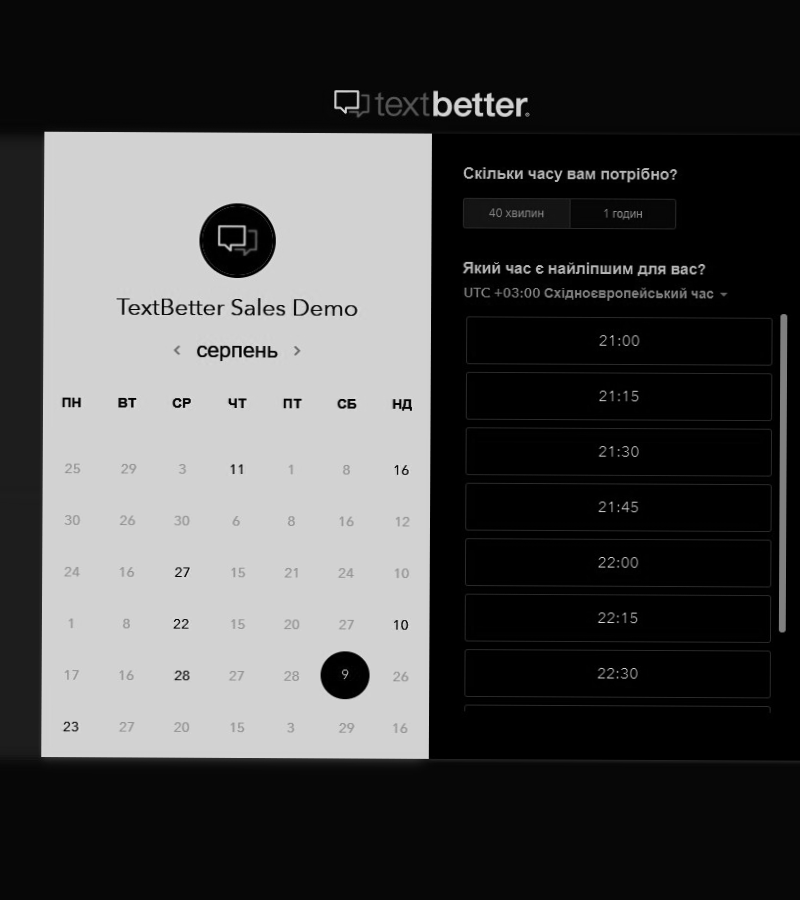 textbetter.
TextBetter Sales Demo
серпень
ПН ВТ СР ЧТ ПТ СБ НД
25 29 3 11 1 8 16
30 26 30 6 8 16 12
24 16 27 15 21 24 10
1 8 22 15 20 27 10
17 16 28 27 28 9 26
23 27 20 15 3 29 16
Скільки часу вам потрібно?
40 хвилин 1 годин
Який час є найліпшим для вас?
UTC +03:00 Східноєвропейський час
21:00
21:15
21:30
21:45
22:00
22:15
22:30